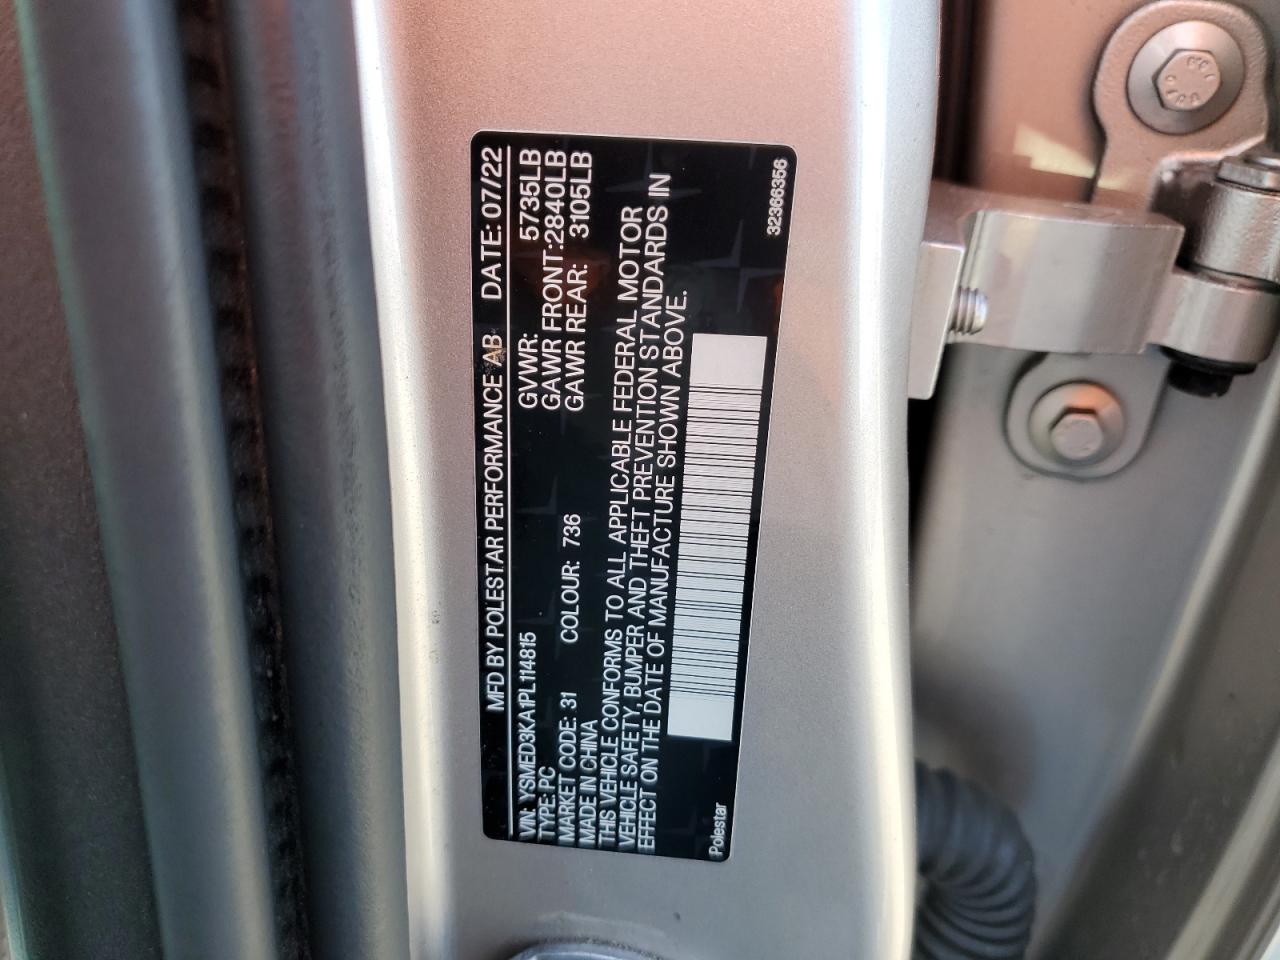 MFD BY POLESTAR PERFORMANCE AB DATE: 07/22
VIN: YSMED3KA1PL114815 GVWR: 5735LB
TYPE: PC GAWR FRONT:2840LB
MARKET CODE: 31 COLOUR: 736 GAWR REAR: 3105LB
MADE IN CHINA
THIS VEHICLE CONFORMS TO ALL APPLICABLE FEDERAL MOTOR
VEHICLE SAFETY, BUMPER AND THEFT PREVENTION STANDARDS IN
EFFECT ON THE DATE OF MANUFACTURE SHOWN ABOVE.
Polestar 32366356